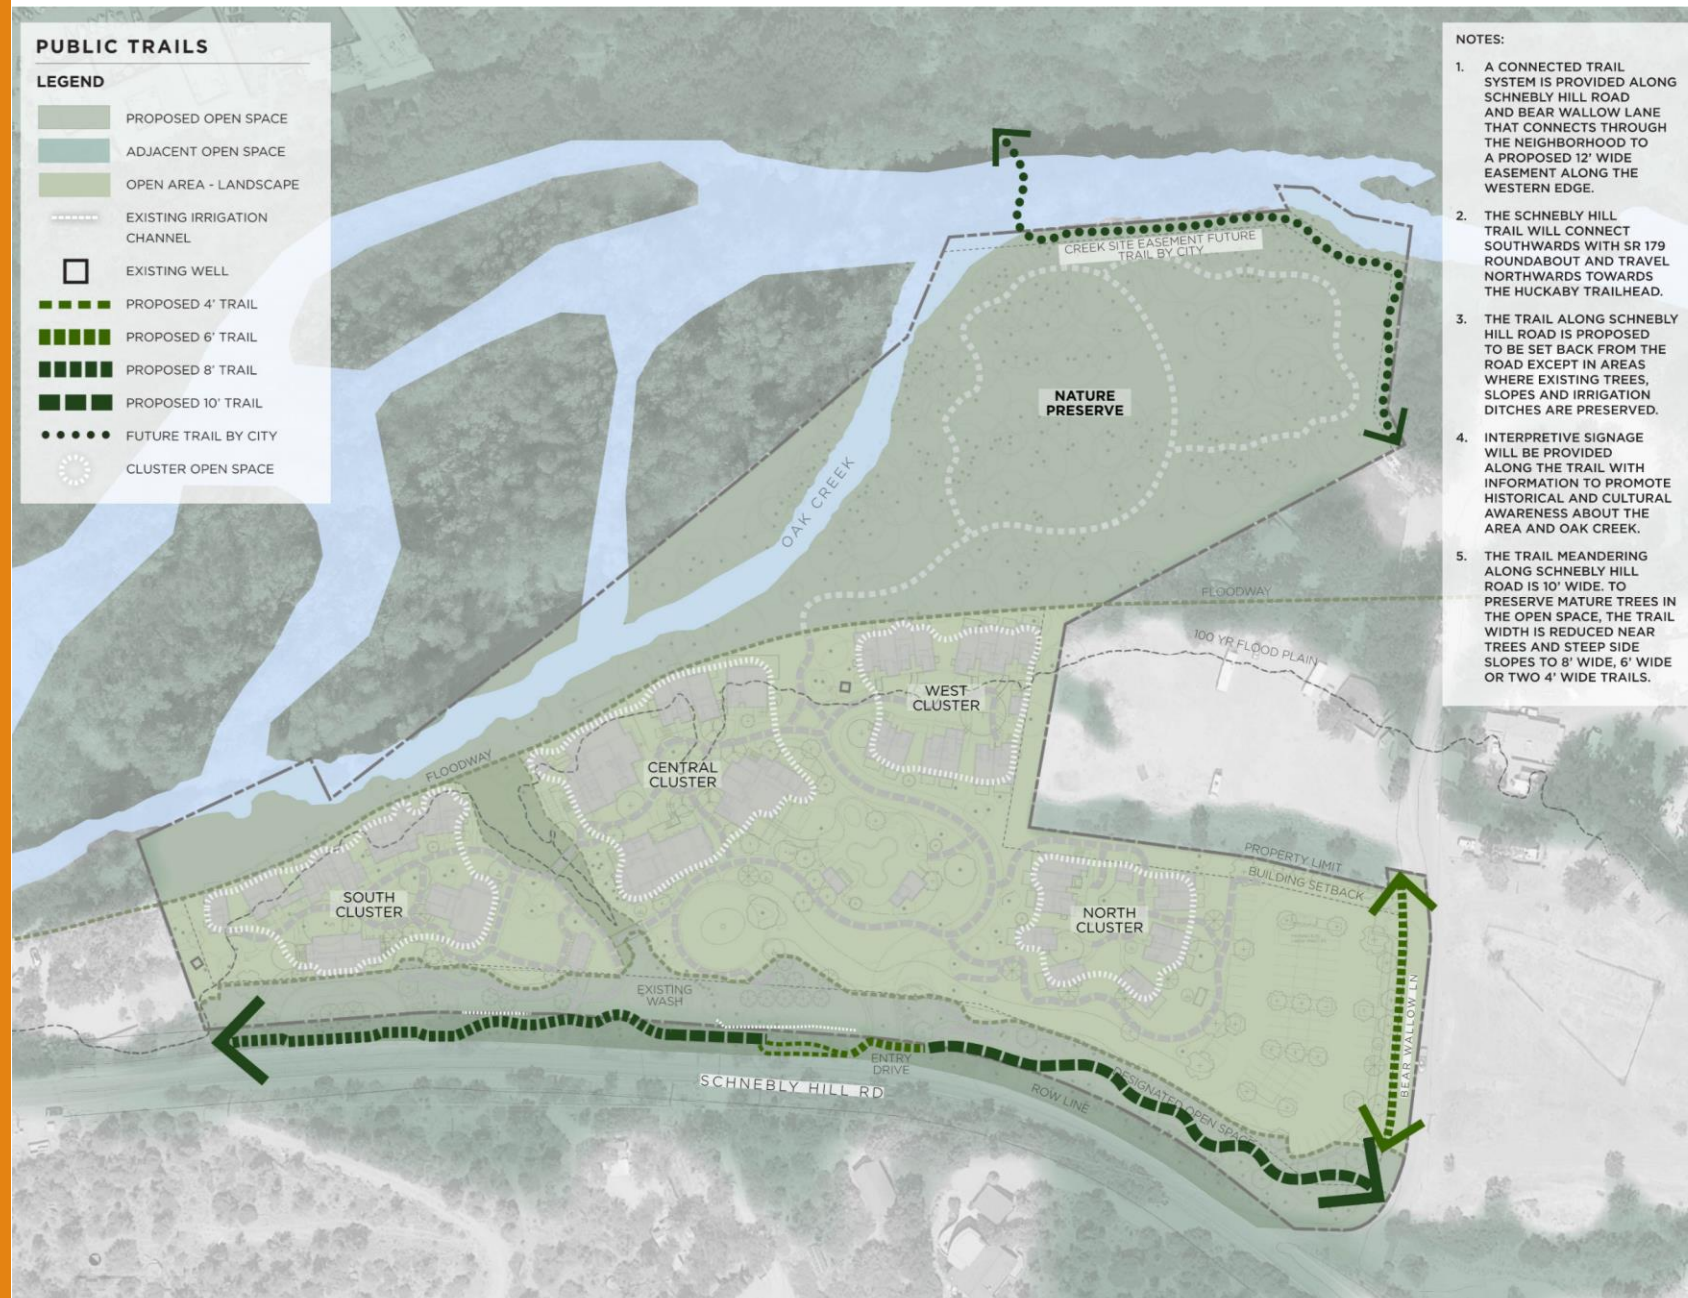 PUBLIC TRAILS
LEGEND
PROPOSED OPEN SPACE
ADJACENT OPEN SPACE
OPEN AREA - LANDSCAPE
EXISTING IRRIGATION
CHANNEL
EXISTING WELL
PROPOSED 4' TRAIL
PROPOSED 6' TRAIL
PROPOSED 8' TRAIL
PROPOSED 10' TRAIL
FUTURE TRAIL BY CITY
CLUSTER OPEN SPACE
CREEK SITE EASEMENT FUTURE
TRAIL BY CITY
NATURE
PRESERVE
OAK CREEK
FLOODWAY
100 YR FLOOD PLAIN
WEST
CLUSTER
FLOODWAY
CENTRAL
CLUSTER
PROPERTY LIMIT
BUILDING SETBACK
SOUTH
CLUSTER
NORTH
CLUSTER
EXISTING
WASH
BEAR WALLOW LN
ENTRY
DRIVE
SCHNEBLY HILL RD
DESIGNATED OPEN SPACE
ROW LINE
NOTES:
1. A CONNECTED TRAIL
SYSTEM IS PROVIDED ALONG
SCHNEBLY HILL ROAD
AND BEAR WALLOW LANE
THAT CONNECTS THROUGH
THE NEIGHBORHOOD TO
A PROPOSED 12' WIDE
EASEMENT ALONG THE
WESTERN EDGE.
2. THE SCHNEBLY HILL
TRAIL WILL CONNECT
SOUTHWARDS WITH SR 179
ROUNDABOUT AND TRAVEL
NORTHWARDS TOWARDS
THE HUCKABY TRAILHEAD.
3. THE TRAIL ALONG SCHNEBLY
HILL ROAD IS PROPOSED
TO BE SET BACK FROM THE
ROAD EXCEPT IN AREAS
WHERE EXISTING TREES,
SLOPES AND IRRIGATION
DITCHES ARE PRESERVED.
4. INTERPRETIVE SIGNAGE
WILL BE PROVIDED
ALONG THE TRAIL WITH
INFORMATION TO PROMOTE
HISTORICAL AND CULTURAL
AWARENESS ABOUT THE
AREA AND OAK CREEK.
5. THE TRAIL MEANDERING
ALONG SCHNEBLY HILL
ROAD IS 10' WIDE. TO
PRESERVE MATURE TREES IN
THE OPEN SPACE, THE TRAIL
WIDTH IS REDUCED NEAR
TREES AND STEEP SIDE
SLOPES TO 8' WIDE, 6' WIDE
OR TWO 4' WIDE TRAILS.